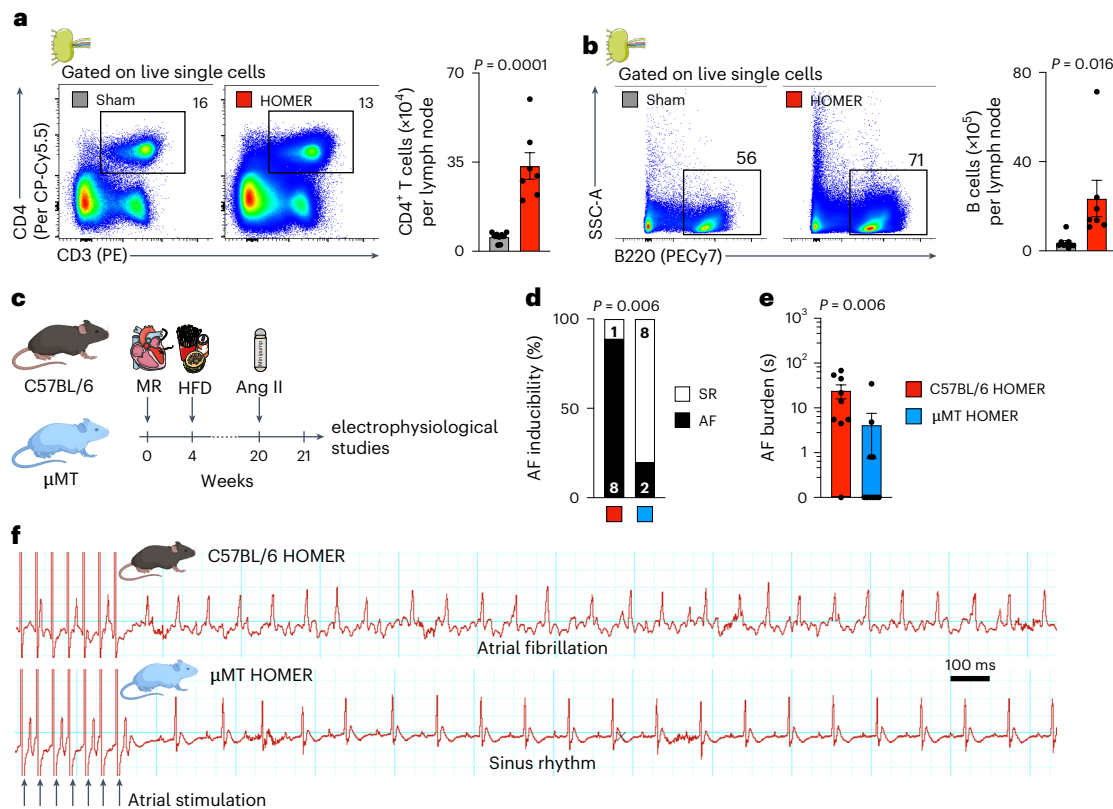 a
Gated on live single cells
Sham
16
HOMER
13
CD4
(Per CP-Cy5.5)
CD3 (PE)
P = 0.0001
70
35
0
CD4⁺ T cells (×10⁴)
per lymph node
b
Gated on live single cells
Sham
56
HOMER
71
SSC-A
B220 (PECy7)
P = 0.016
80
40
0
B cells (×10⁵)
per lymph node
c
C57BL/6
μMT
MR
HFD
Minipump
Ang II
0
4
20
21
Weeks
electrophysiological
studies
d
P = 0.006
100
50
0
AF inducibility (%)
1
8
8
2
SR
AF
e
P = 0.006
10³
10²
10
1
0
AF burden (s)
C57BL/6 HOMER
μMT HOMER
f
C57BL/6 HOMER
Atrial fibrillation
μMT HOMER
100 ms
Sinus rhythm
Atrial stimulation